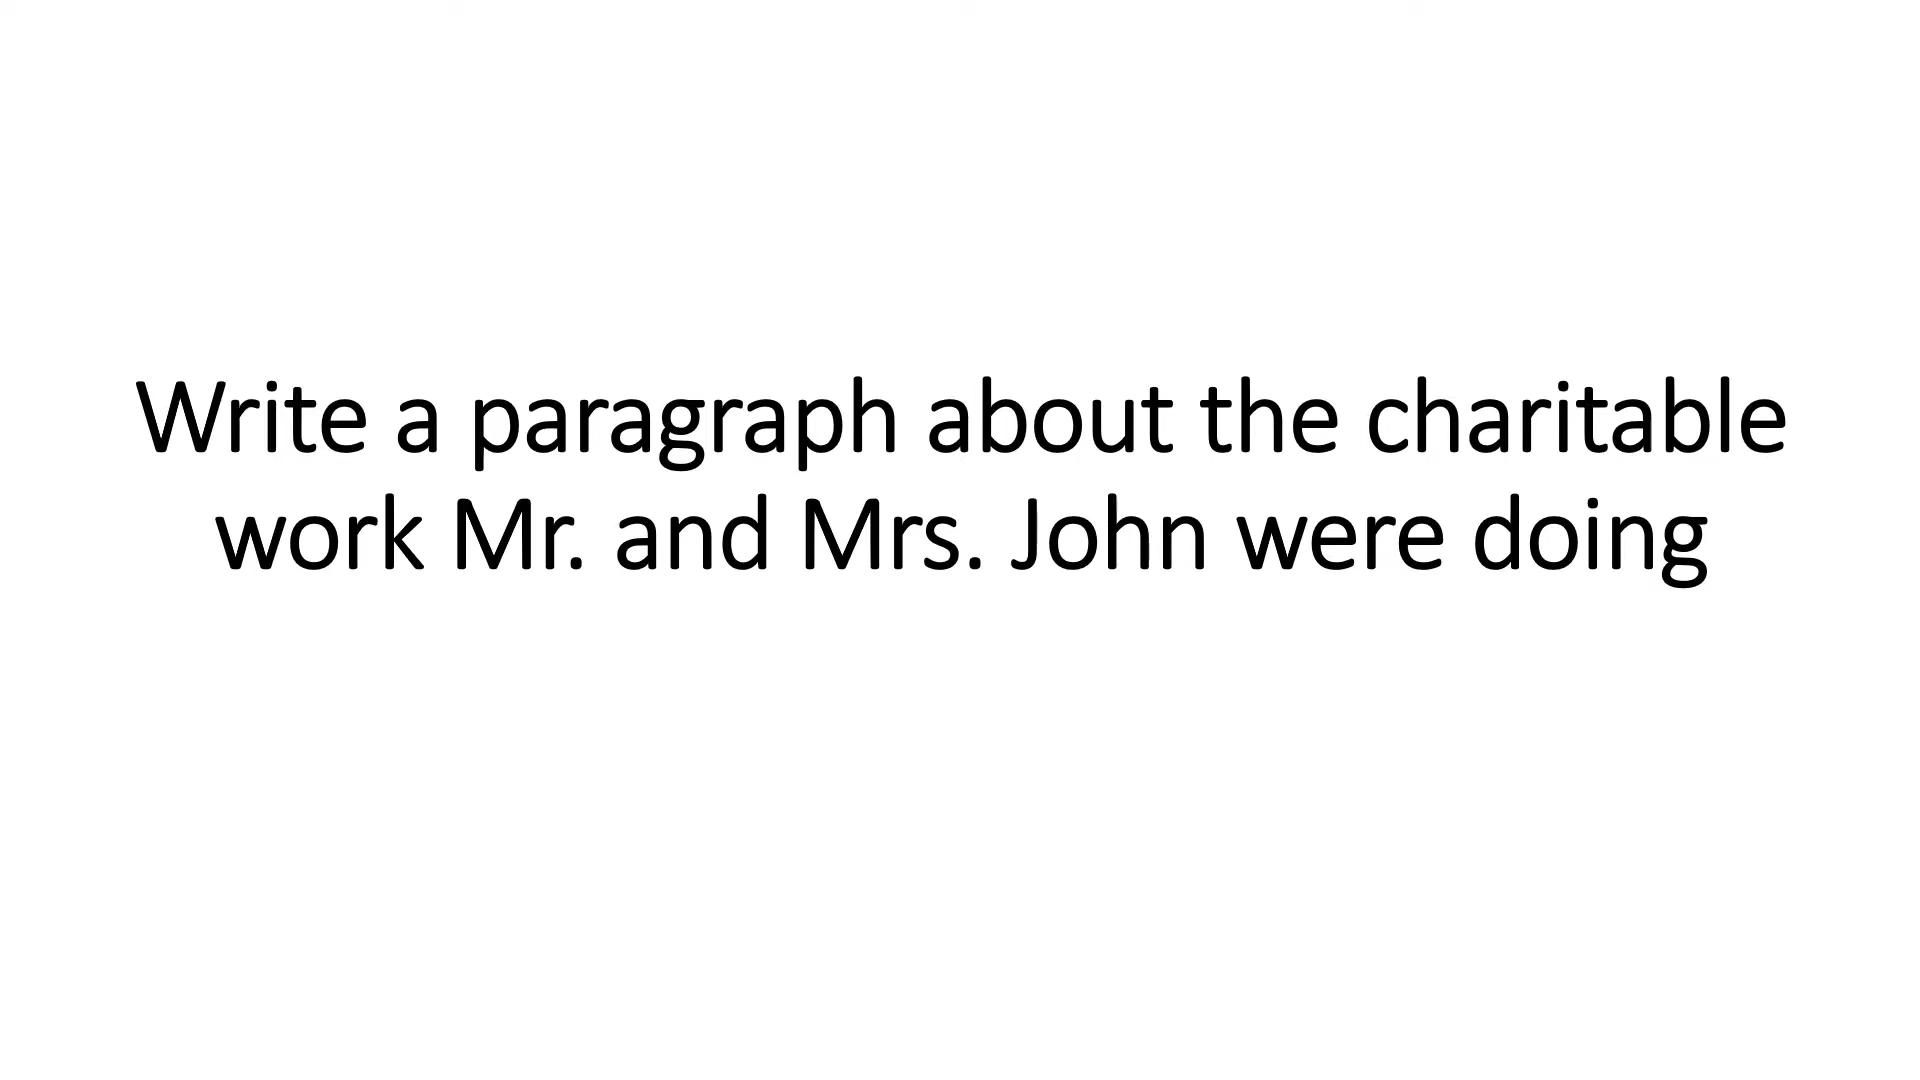 Write a paragraph about the charitable
work Mr. and Mrs. John were doing